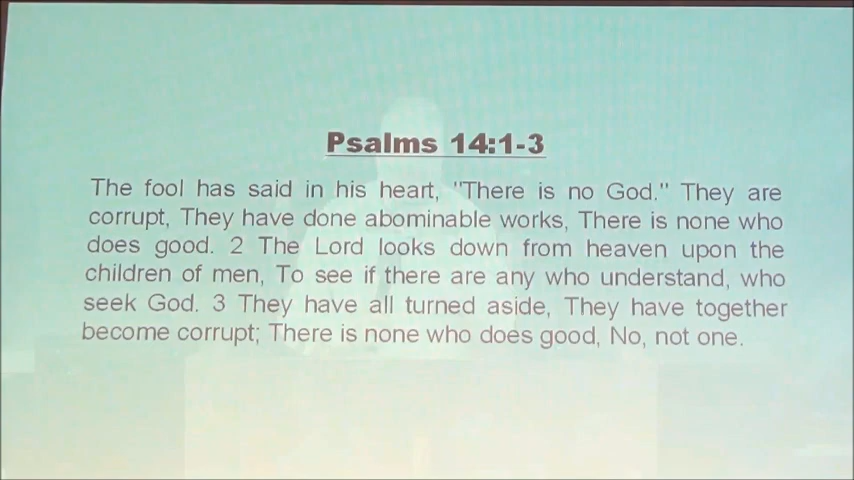 Psalms 14:1-3
The fool has said in his heart, "There is no God." They are
corrupt, They have done abominable works, There is none who
does good. 2 The Lord looks down from heaven upon the
children of men, To see if there are any who understand, who
seek God. 3 They have all turned aside, They have together
become corrupt; There is none who does good, No, not one.